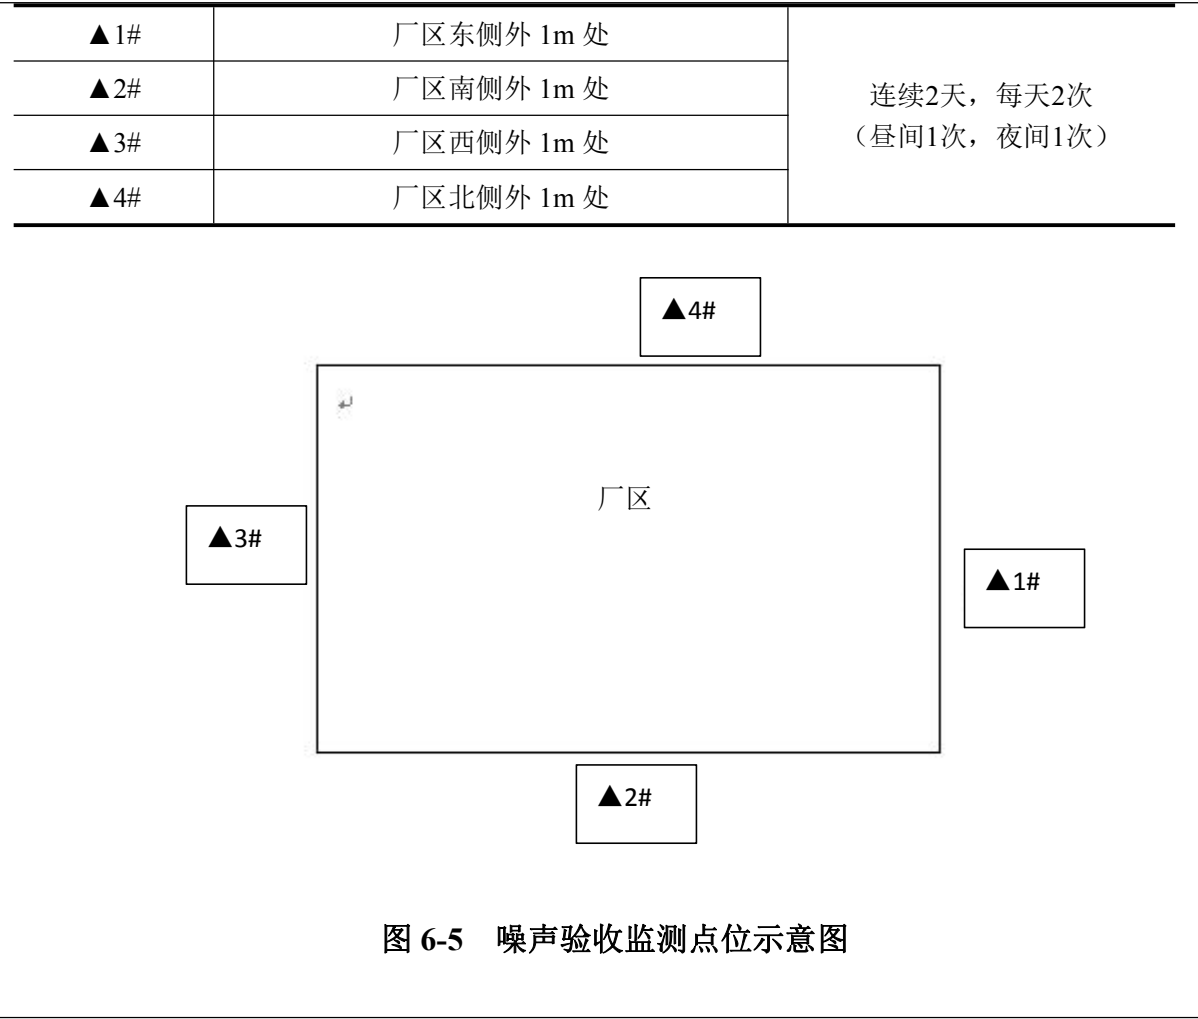 ▲1# 厂区东侧外 1m 处
▲2# 厂区南侧外 1m 处
连续2天，每天2次
（昼间1次，夜间1次）
▲3# 厂区西侧外 1m 处
▲4# 厂区北侧外 1m 处
▲4#
厂区
▲3#
▲1#
▲2#
图 6-5 噪声验收监测点位示意图